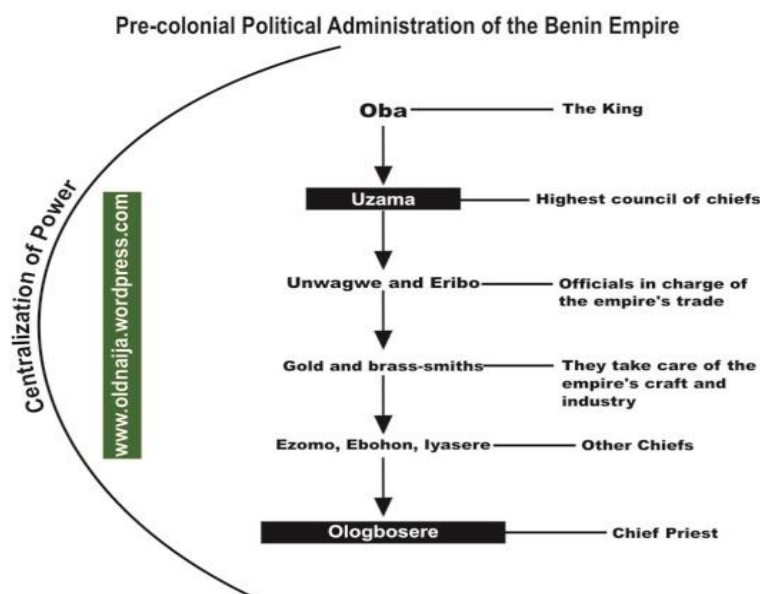 Pre-colonial Political Administration of the Benin Empire
Centralization of Power
www.oldnaija.wordpress.com
Oba
The King
Uzama
Highest council of chiefs
Unwagwe and Eribo
Officials in charge of
the empire's trade
Gold and brass-smiths
They take care of the
empire's craft and
industry
Ezomo, Ebohon, Iyasere
Other Chiefs
Ologbosere
Chief Priest